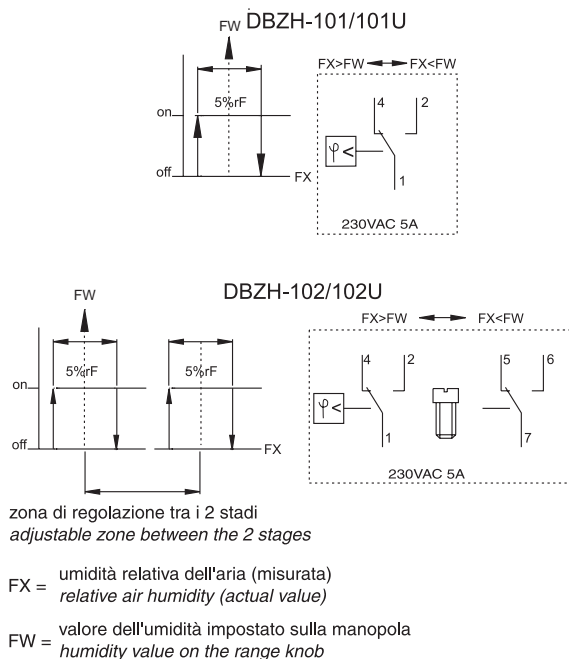 DBZH-101/101U
FW
FX>FW FX<FW
5%rF
on
off
FX
4 2
φ<
1
230VAC 5A
DBZH-102/102U
FW
FX>FW FX<FW
5%rF 5%rF
on
off
FX
4 2 5 6
φ<
1 7
230VAC 5A
zona di regolazione tra i 2 stadi
adjustable zone between the 2 stages
FX = umidità relativa dell'aria (misurata)
relative air humidity (actual value)
FW = valore dell'umidità impostato sulla manopola
humidity value on the range knob